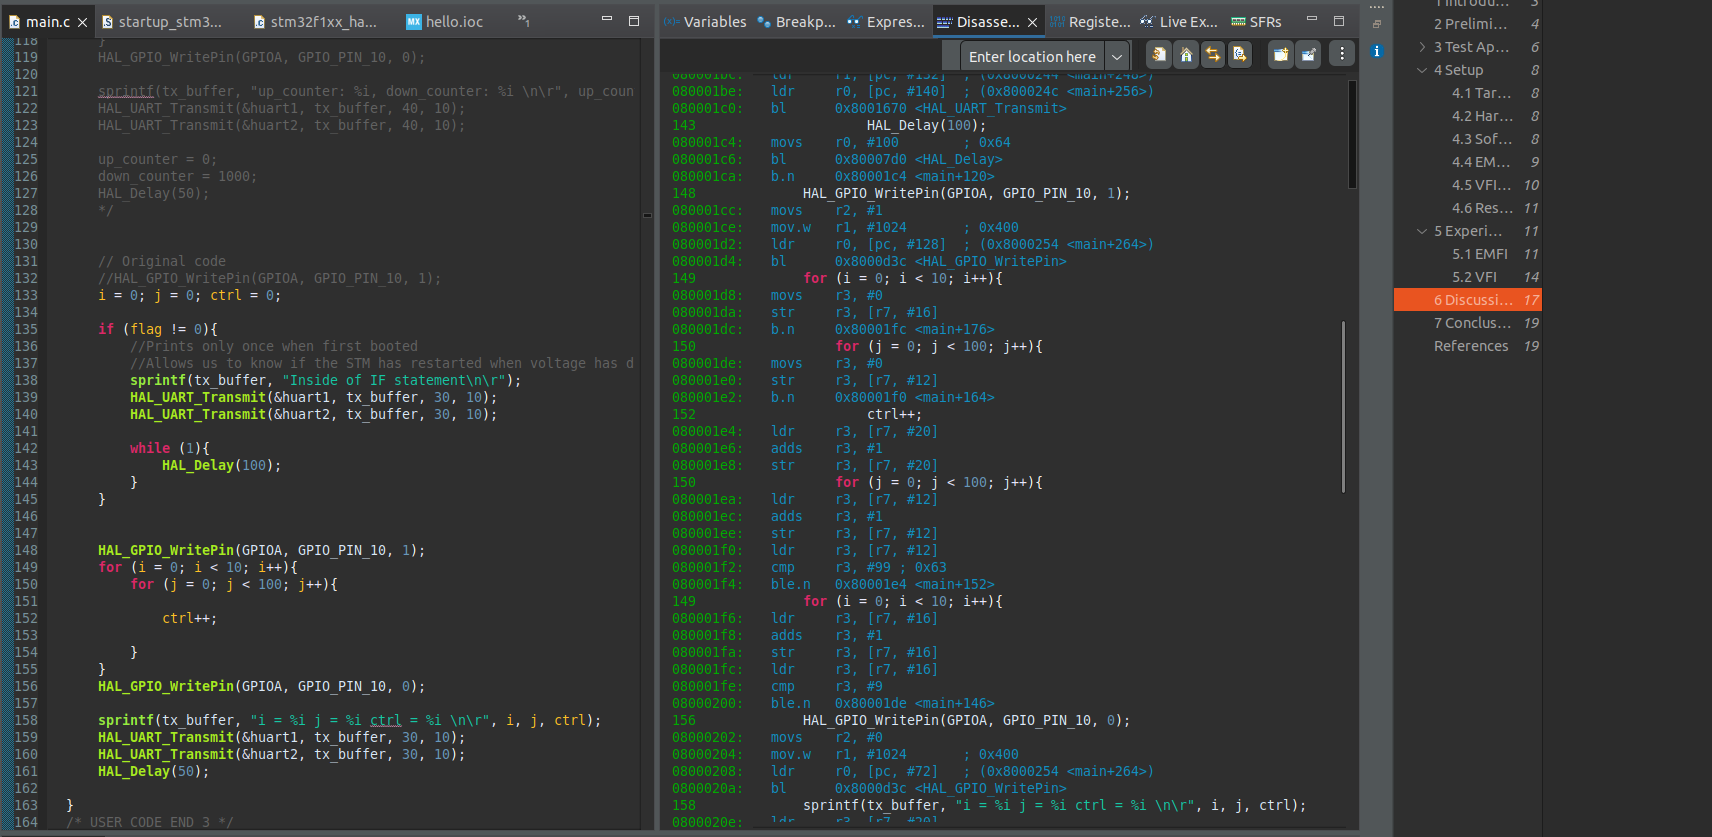 main.c
startup_stm3...
stm32f1xx_ha...
MX hello.ioc
»1
118 }
119 HAL_GPIO_WritePin(GPIOA, GPIO_PIN_10, 0);
120
121 sprintf(tx_buffer, "up_counter: %i, down_counter: %i \n\r", up_coun
122 HAL_UART_Transmit(&huart1, tx_buffer, 40, 10);
123 HAL_UART_Transmit(&huart2, tx_buffer, 40, 10);
124
125 up_counter = 0;
126 down_counter = 1000;
127 HAL_Delay(50);
128 */
129
130
131 // Original code
132 //HAL_GPIO_WritePin(GPIOA, GPIO_PIN_10, 1);
133 i = 0; j = 0; ctrl = 0;
134
135 if (flag != 0){
136 //Prints only once when first booted
137 //Allows us to know if the STM has restarted when voltage has d
138 sprintf(tx_buffer, "Inside of IF statement\n\r");
139 HAL_UART_Transmit(&huart1, tx_buffer, 30, 10);
140 HAL_UART_Transmit(&huart2, tx_buffer, 30, 10);
141
142 while (1){
143 HAL_Delay(100);
144 }
145 }
146
147
148 HAL_GPIO_WritePin(GPIOA, GPIO_PIN_10, 1);
149 for (i = 0; i < 10; i++){
150 for (j = 0; j < 100; j++){
151
152 ctrl++;
153
154 }
155 }
156 HAL_GPIO_WritePin(GPIOA, GPIO_PIN_10, 0);
157
158 sprintf(tx_buffer, "i = %i j = %i ctrl = %i \n\r", i, j, ctrl);
159 HAL_UART_Transmit(&huart1, tx_buffer, 30, 10);
160 HAL_UART_Transmit(&huart2, tx_buffer, 30, 10);
161 HAL_Delay(50);
162
163 }
164 /* USER CODE END 3 */
(x)= Variables
Breakp...
Expres...
Disasse...
Registe...
Live Ex...
SFRs
Enter location here
080001bc: ldr r1, [pc, #132] ; (0x8000244 <main+248>)
080001be: ldr r0, [pc, #140] ; (0x800024c <main+256>)
080001c0: bl 0x8001670 <HAL_UART_Transmit>
143 HAL_Delay(100);
080001c4: movs r0, #100 ; 0x64
080001c6: bl 0x80007d0 <HAL_Delay>
080001ca: b.n 0x80001c4 <main+120>
148 HAL_GPIO_WritePin(GPIOA, GPIO_PIN_10, 1);
080001cc: movs r2, #1
080001ce: mov.w r1, #1024 ; 0x400
080001d2: ldr r0, [pc, #128] ; (0x8000254 <main+264>)
080001d4: bl 0x8000d3c <HAL_GPIO_WritePin>
149 for (i = 0; i < 10; i++){
080001d8: movs r3, #0
080001da: str r3, [r7, #16]
080001dc: b.n 0x80001fc <main+176>
150 for (j = 0; j < 100; j++){
080001de: movs r3, #0
080001e0: str r3, [r7, #12]
080001e2: b.n 0x80001f0 <main+164>
152 ctrl++;
080001e4: ldr r3, [r7, #20]
080001e6: adds r3, #1
080001e8: str r3, [r7, #20]
150 for (j = 0; j < 100; j++){
080001ea: ldr r3, [r7, #12]
080001ec: adds r3, #1
080001ee: str r3, [r7, #12]
080001f0: ldr r3, [r7, #12]
080001f2: cmp r3, #99 ; 0x63
080001f4: ble.n 0x80001e4 <main+152>
149 for (i = 0; i < 10; i++){
080001f6: ldr r3, [r7, #16]
080001f8: adds r3, #1
080001fa: str r3, [r7, #16]
080001fc: ldr r3, [r7, #16]
080001fe: cmp r3, #9
08000200: ble.n 0x80001de <main+146>
156 HAL_GPIO_WritePin(GPIOA, GPIO_PIN_10, 0);
08000202: movs r2, #0
08000204: mov.w r1, #1024 ; 0x400
08000208: ldr r0, [pc, #72] ; (0x8000254 <main+264>)
0800020a: bl 0x8000d3c <HAL_GPIO_WritePin>
158 sprintf(tx_buffer, "i = %i j = %i ctrl = %i \n\r", i, j, ctrl);
0800020e: ldr r3, [r7, #20]
1 Introdu... 3
2 Prelimi... 4
3 Test Ap... 6
4 Setup 8
4.1 Tar... 8
4.2 Har... 8
4.3 Sof... 8
4.4 EM... 9
4.5 VFI... 10
4.6 Res... 11
5 Experi... 11
5.1 EMFI 11
5.2 VFI 14
6 Discussi... 17
7 Conclus... 19
References 19